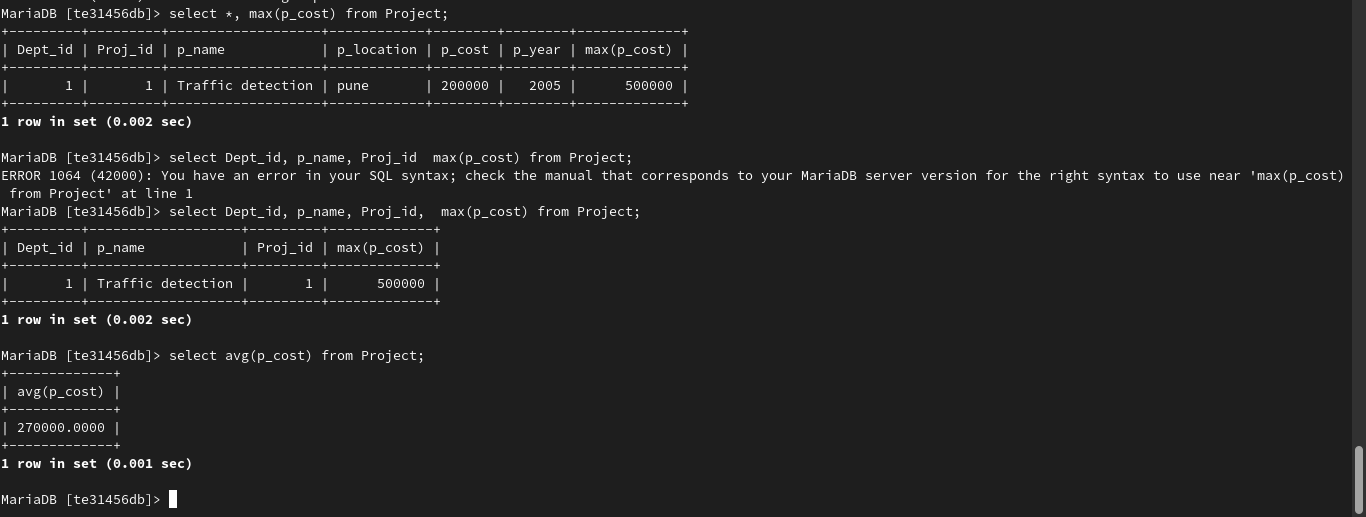 MariaDB [te31456db]> select *, max(p_cost) from Project;
+---------+---------+-------------------+------------+--------+--------+-------------+
| Dept_id | Proj_id | p_name            | p_location | p_cost | p_year | max(p_cost) |
+---------+---------+-------------------+------------+--------+--------+-------------+
|       1 |       1 | Traffic detection | pune       | 200000 |   2005 |      500000 |
+---------+---------+-------------------+------------+--------+--------+-------------+
1 row in set (0.002 sec)

MariaDB [te31456db]> select Dept_id, p_name, Proj_id  max(p_cost) from Project;
ERROR 1064 (42000): You have an error in your SQL syntax; check the manual that corresponds to your MariaDB server version for the right syntax to use near 'max(p_cost)
 from Project' at line 1
MariaDB [te31456db]> select Dept_id, p_name, Proj_id,  max(p_cost) from Project;
+---------+-------------------+---------+-------------+
| Dept_id | p_name            | Proj_id | max(p_cost) |
+---------+-------------------+---------+-------------+
|       1 | Traffic detection |       1 |      500000 |
+---------+-------------------+---------+-------------+
1 row in set (0.002 sec)

MariaDB [te31456db]> select avg(p_cost) from Project;
+-------------+
| avg(p_cost) |
+-------------+
| 270000.0000 |
+-------------+
1 row in set (0.001 sec)

MariaDB [te31456db]>